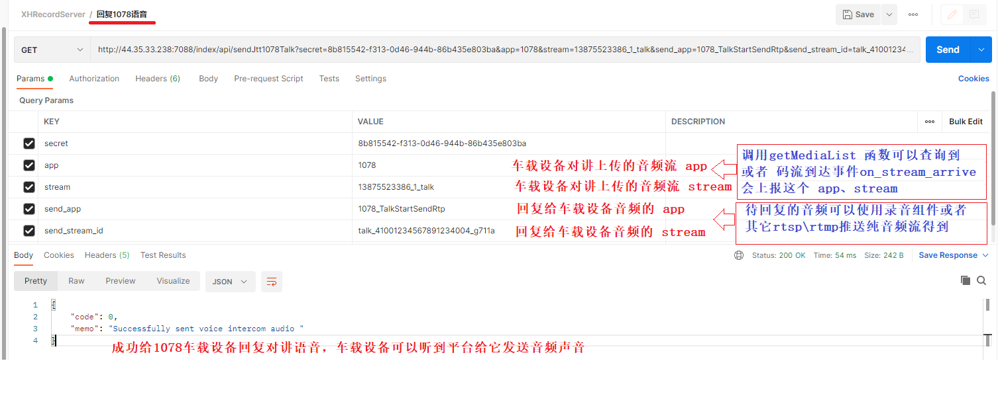 XHRecordServer / 回复1078语音
Save
GET
http://44.35.33.238:7088/index/api/sendJtt1078Talk?secret=8b815542-f313-0d46-944b-86b435e803ba&app=1078&stream=13875523386_1_talk&send_app=1078_TalkStartSendRtp&send_stream_id=talk_41001234...
Send
Params Authorization Headers (6) Body Pre-request Script Tests Settings Cookies
Query Params
KEY VALUE DESCRIPTION Bulk Edit
secret 8b815542-f313-0d46-944b-86b435e803ba
app 1078 车载设备对讲上传的音频流 app
stream 13875523386_1_talk 车载设备对讲上传的音频流 stream
调用getMediaList 函数可以查询到
或者 码流到达事件on_stream_arrive
会上报这个 app、stream
send_app 1078_TalkStartSendRtp 回复给车载设备音频的 app
send_stream_id talk_41001234567891234004_g711a 回复给车载设备音频的 stream
待回复的音频可以使用录音组件或者
其它rtsp\rtmp推送纯音频流得到
Body Cookies Headers (5) Test Results Status: 200 OK Time: 54 ms Size: 242 B Save Response
Pretty Raw Preview Visualize JSON
1 {
2 "code": 0,
3 "memo": "Successfully sent voice intercom audio "
4 }
成功给1078车载设备回复对讲语音，车载设备可以听到平台给它发送音频声音